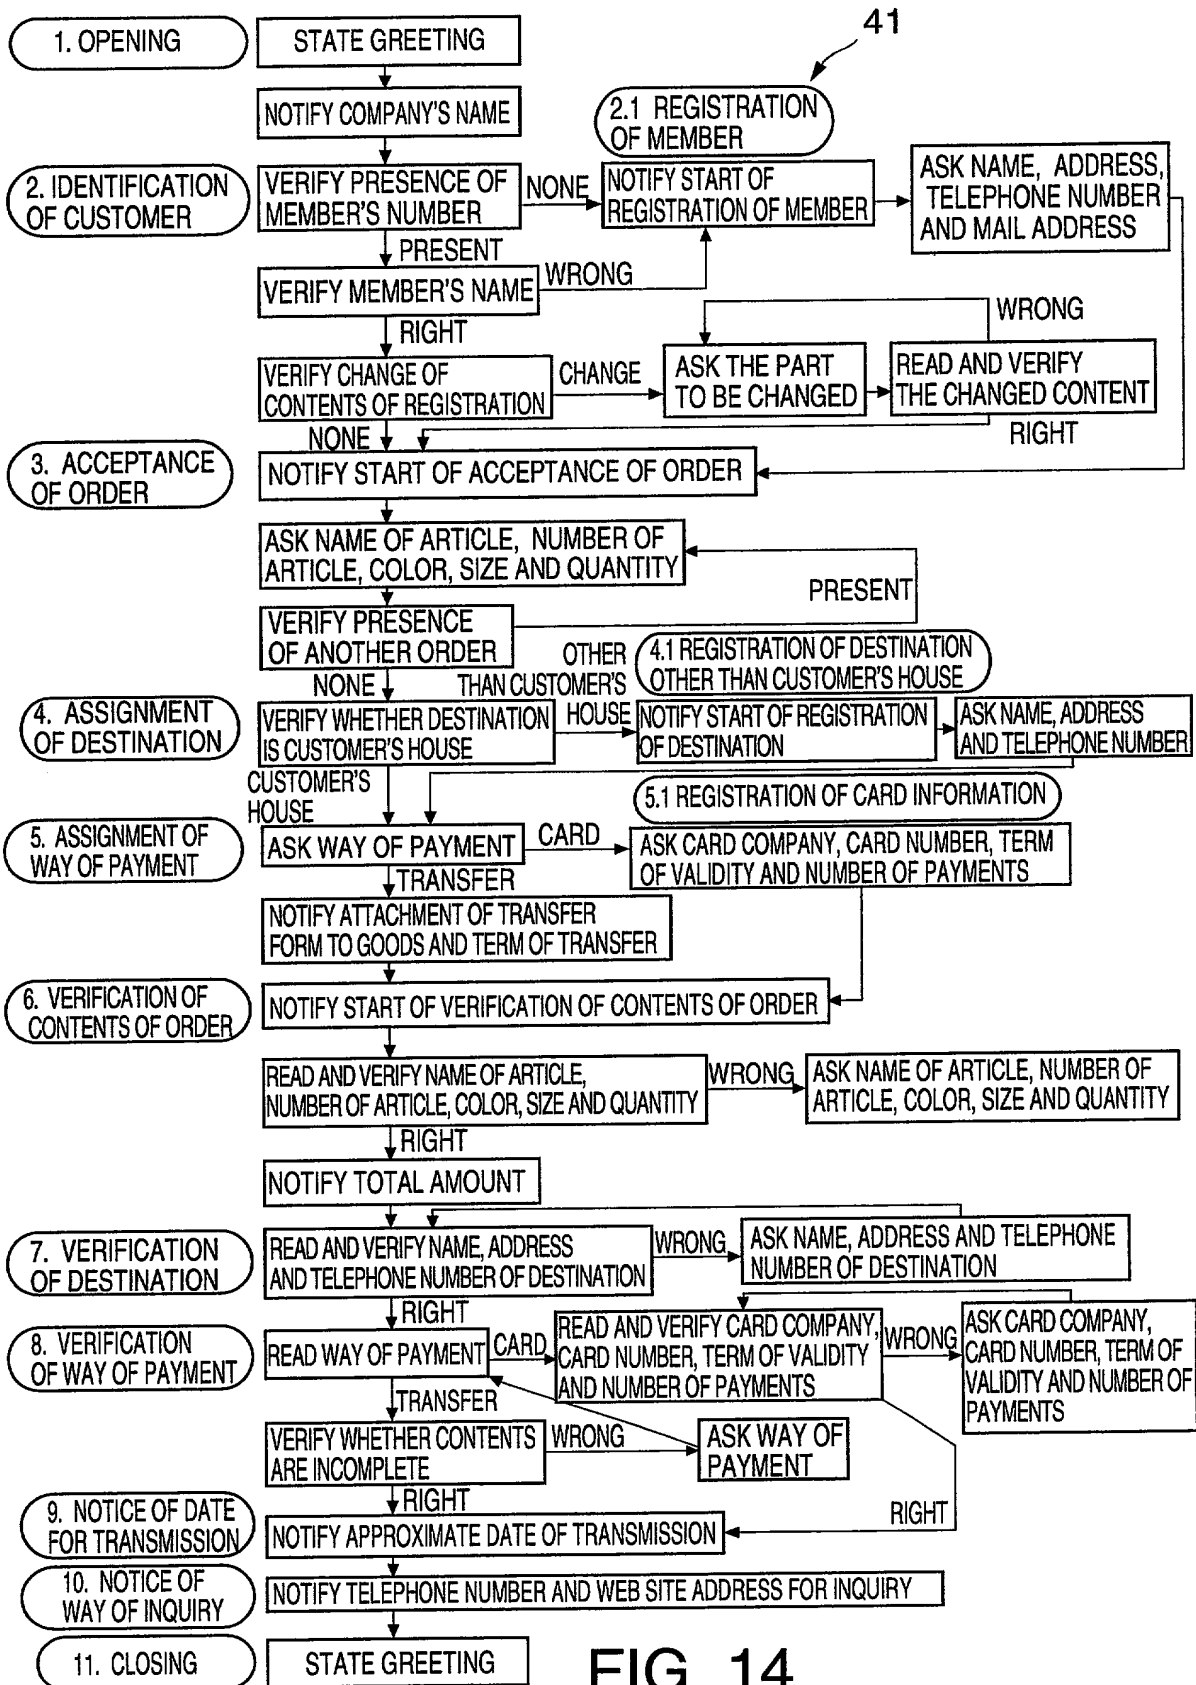 41
1. OPENING
STATE GREETING
NOTIFY COMPANY'S NAME
2.1 REGISTRATION
OF MEMBER
2. IDENTIFICATION
OF CUSTOMER
VERIFY PRESENCE OF
MEMBER'S NUMBER
NONE
NOTIFY START OF
REGISTRATION OF MEMBER
ASK NAME, ADDRESS,
TELEPHONE NUMBER
AND MAIL ADDRESS
PRESENT
VERIFY MEMBER'S NAME
WRONG
RIGHT
WRONG
VERIFY CHANGE OF
CONTENTS OF REGISTRATION
CHANGE
ASK THE PART
TO BE CHANGED
READ AND VERIFY
THE CHANGED CONTENT
NONE
RIGHT
3. ACCEPTANCE
OF ORDER
NOTIFY START OF ACCEPTANCE OF ORDER
ASK NAME OF ARTICLE, NUMBER OF
ARTICLE, COLOR, SIZE AND QUANTITY
PRESENT
VERIFY PRESENCE
OF ANOTHER ORDER
NONE
OTHER
THAN CUSTOMER'S
HOUSE
4.1 REGISTRATION OF DESTINATION
OTHER THAN CUSTOMER'S HOUSE
4. ASSIGNMENT
OF DESTINATION
VERIFY WHETHER DESTINATION
IS CUSTOMER'S HOUSE
NOTIFY START OF REGISTRATION
OF DESTINATION
ASK NAME, ADDRESS
AND TELEPHONE NUMBER
CUSTOMER'S
HOUSE
5.1 REGISTRATION OF CARD INFORMATION
5. ASSIGNMENT OF
WAY OF PAYMENT
ASK WAY OF PAYMENT
CARD
ASK CARD COMPANY, CARD NUMBER, TERM
OF VALIDITY AND NUMBER OF PAYMENTS
TRANSFER
NOTIFY ATTACHMENT OF TRANSFER
FORM TO GOODS AND TERM OF TRANSFER
6. VERIFICATION OF
CONTENTS OF ORDER
NOTIFY START OF VERIFICATION OF CONTENTS OF ORDER
READ AND VERIFY NAME OF ARTICLE,
NUMBER OF ARTICLE, COLOR, SIZE AND QUANTITY
WRONG
ASK NAME OF ARTICLE, NUMBER OF
ARTICLE, COLOR, SIZE AND QUANTITY
RIGHT
NOTIFY TOTAL AMOUNT
7. VERIFICATION
OF DESTINATION
READ AND VERIFY NAME, ADDRESS
AND TELEPHONE NUMBER OF DESTINATION
WRONG
ASK NAME, ADDRESS AND TELEPHONE
NUMBER OF DESTINATION
RIGHT
8. VERIFICATION
OF WAY OF PAYMENT
READ WAY OF PAYMENT
CARD
READ AND VERIFY CARD COMPANY,
CARD NUMBER, TERM OF VALIDITY
AND NUMBER OF PAYMENTS
WRONG
ASK CARD COMPANY,
CARD NUMBER, TERM OF
VALIDITY AND NUMBER OF
PAYMENTS
TRANSFER
VERIFY WHETHER CONTENTS
ARE INCOMPLETE
WRONG
ASK WAY OF
PAYMENT
RIGHT
RIGHT
9. NOTICE OF DATE
FOR TRANSMISSION
NOTIFY APPROXIMATE DATE OF TRANSMISSION
10. NOTICE OF
WAY OF INQUIRY
NOTIFY TELEPHONE NUMBER AND WEB SITE ADDRESS FOR INQUIRY
11. CLOSING
STATE GREETING
FIG. 14